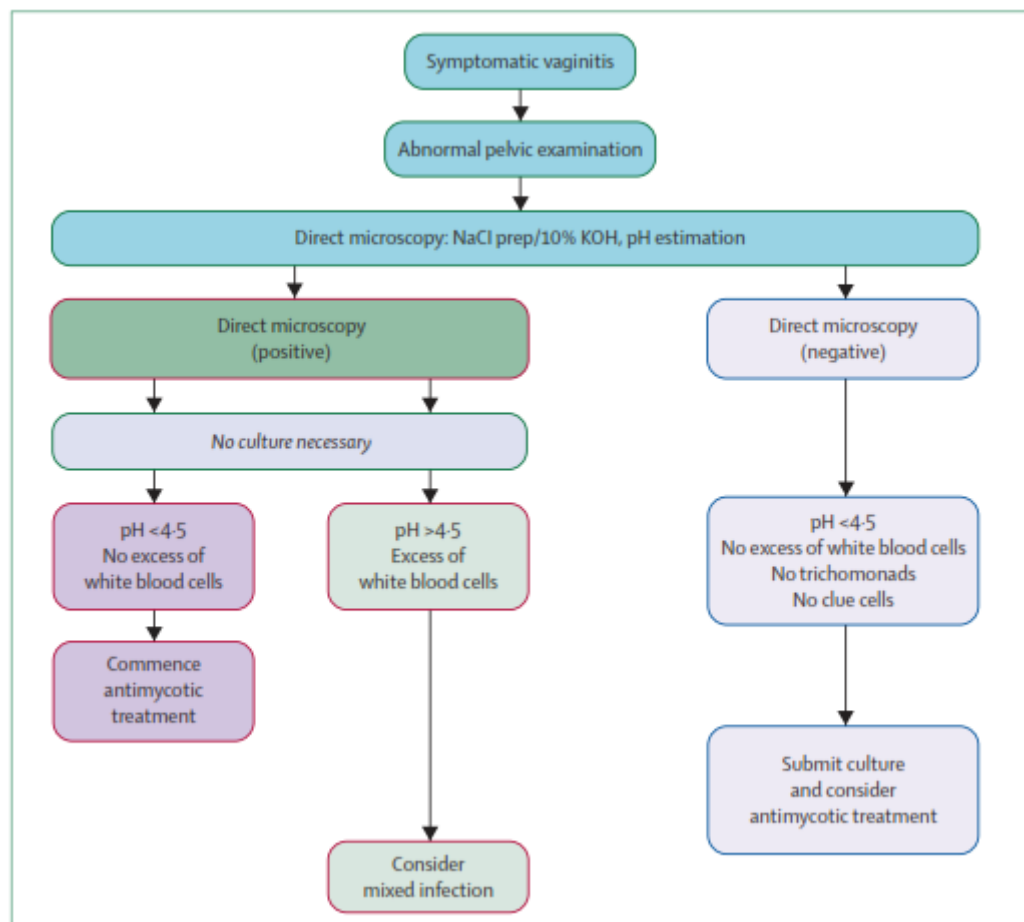 Symptomatic vaginitis
Abnormal pelvic examination
Direct microscopy: NaCl prep/10% KOH, pH estimation
Direct microscopy
(positive)
Direct microscopy
(negative)
No culture necessary
pH <4·5
No excess of
white blood cells
pH >4·5
Excess of
white blood cells
pH <4·5
No excess of white blood cells
No trichomonads
No clue cells
Commence
antimycotic
treatment
Submit culture
and consider
antimycotic treatment
Consider
mixed infection